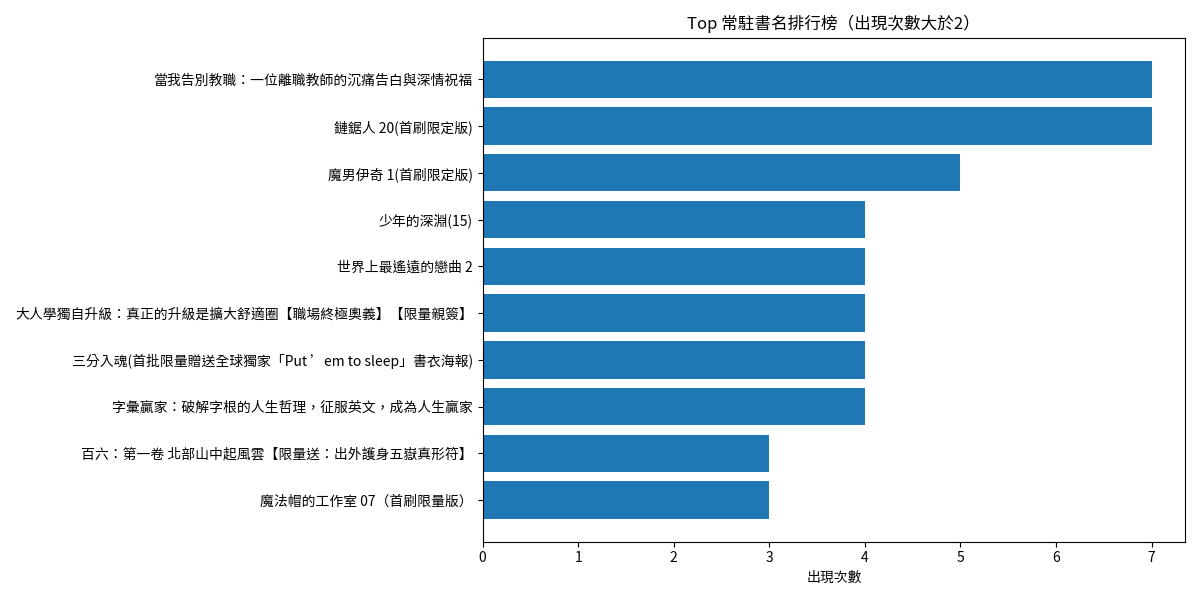 Top 常駐書名排行榜（出現次數大於2）
當我告別教職：一位離職教師的沉痛告白與深情祝福
鏈鋸人 20(首刷限定版)
魔男伊奇 1(首刷限定版)
少年的深淵(15)
世界上最遙遠的戀曲 2
大人學獨自升級：真正的升級是擴大舒適圈【職場終極奧義】【限量親簽】
三分入魂(首批限量贈送全球獨家「Put’em to sleep」書衣海報)
字彙贏家：破解字根的人生哲理，征服英文，成為人生贏家
百六：第一卷 北部山中起風雲【限量送：出外護身五嶽真形符】
魔法帽的工作室 07（首刷限量版）
0 1 2 3 4 5 6 7
出現次數